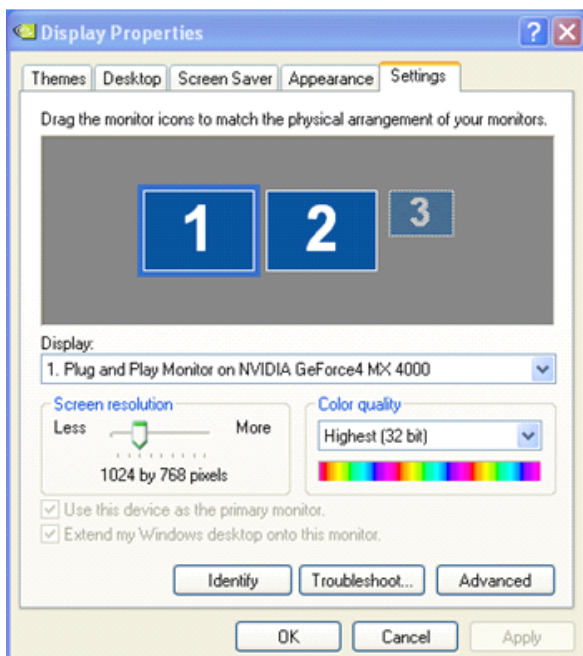 Display Properties
Themes Desktop Screen Saver Appearance Settings
Drag the monitor icons to match the physical arrangement of your monitors.
1 2 3
Display:
1. Plug and Play Monitor on NVIDIA GeForce4 MX 4000
Screen resolution
Less More
1024 by 768 pixels
Color quality
Highest (32 bit)
Use this device as the primary monitor.
Extend my Windows desktop onto this monitor.
Identify Troubleshoot... Advanced
OK Cancel Apply